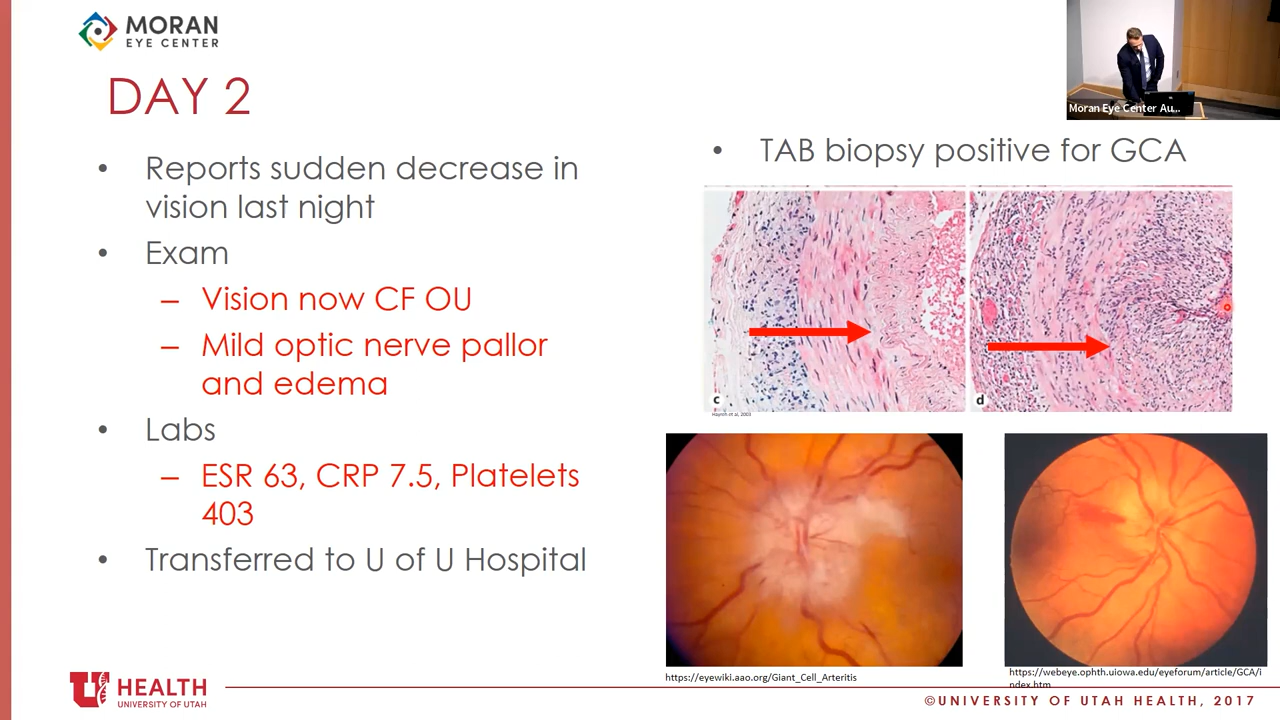 MORAN
EYE CENTER
Moran Eye Center Au...
DAY 2
• Reports sudden decrease in
vision last night
• Exam
– Vision now CF OU
– Mild optic nerve pallor
and edema
• Labs
– ESR 63, CRP 7.5, Platelets
403
• Transferred to U of U Hospital
• TAB biopsy positive for GCA
c
d
https://eyewiki.aao.org/Giant_Cell_Arteritis
https://webeye.ophth.uiowa.edu/eyeforum/article/GCA/i
ndex.htm
U HEALTH
UNIVERSITY OF UTAH
©UNIVERSITY OF UTAH HEALTH, 2017